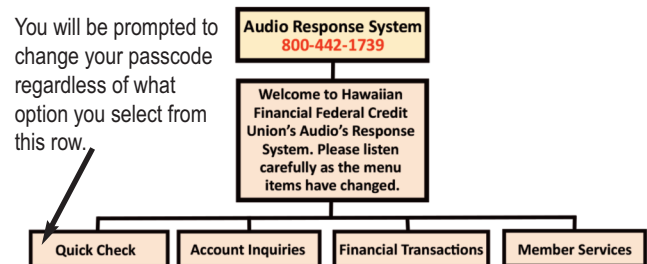 You will be prompted to
change your passcode
regardless of what
option you select from
this row.
Audio Response System
800-442-1739
Welcome to Hawaiian
Financial Federal Credit
Union's Audio's Response
System. Please listen
carefully as the menu
items have changed.
Quick Check
Account Inquiries
Financial Transactions
Member Services